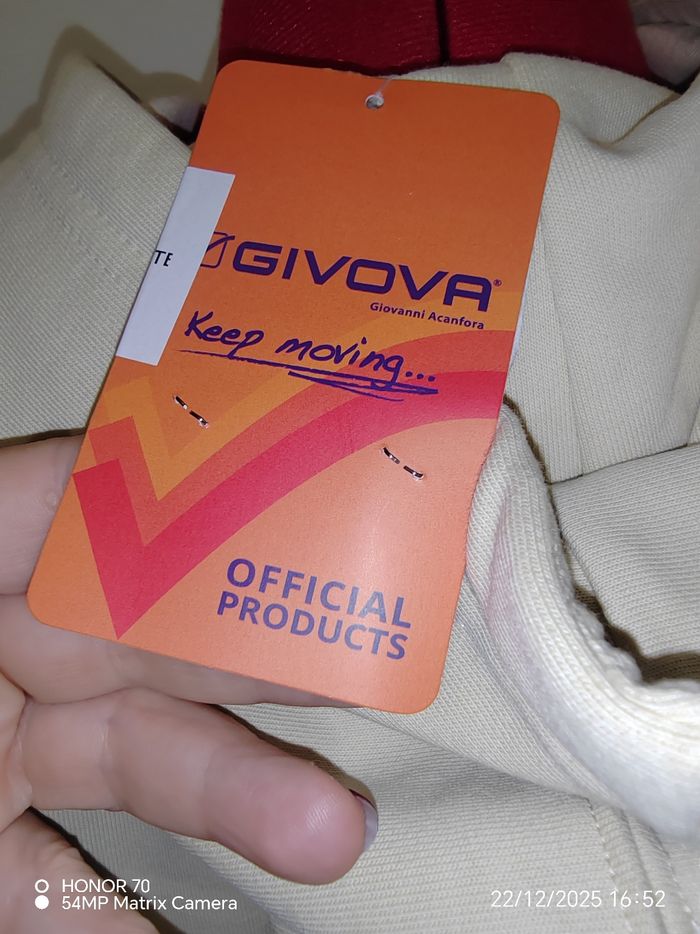 TE
GIVOVA®
Giovanni Acanfora
Keep moving...
OFFICIAL
PRODUCTS
HONOR 70
54MP Matrix Camera
22/12/2025 16:52